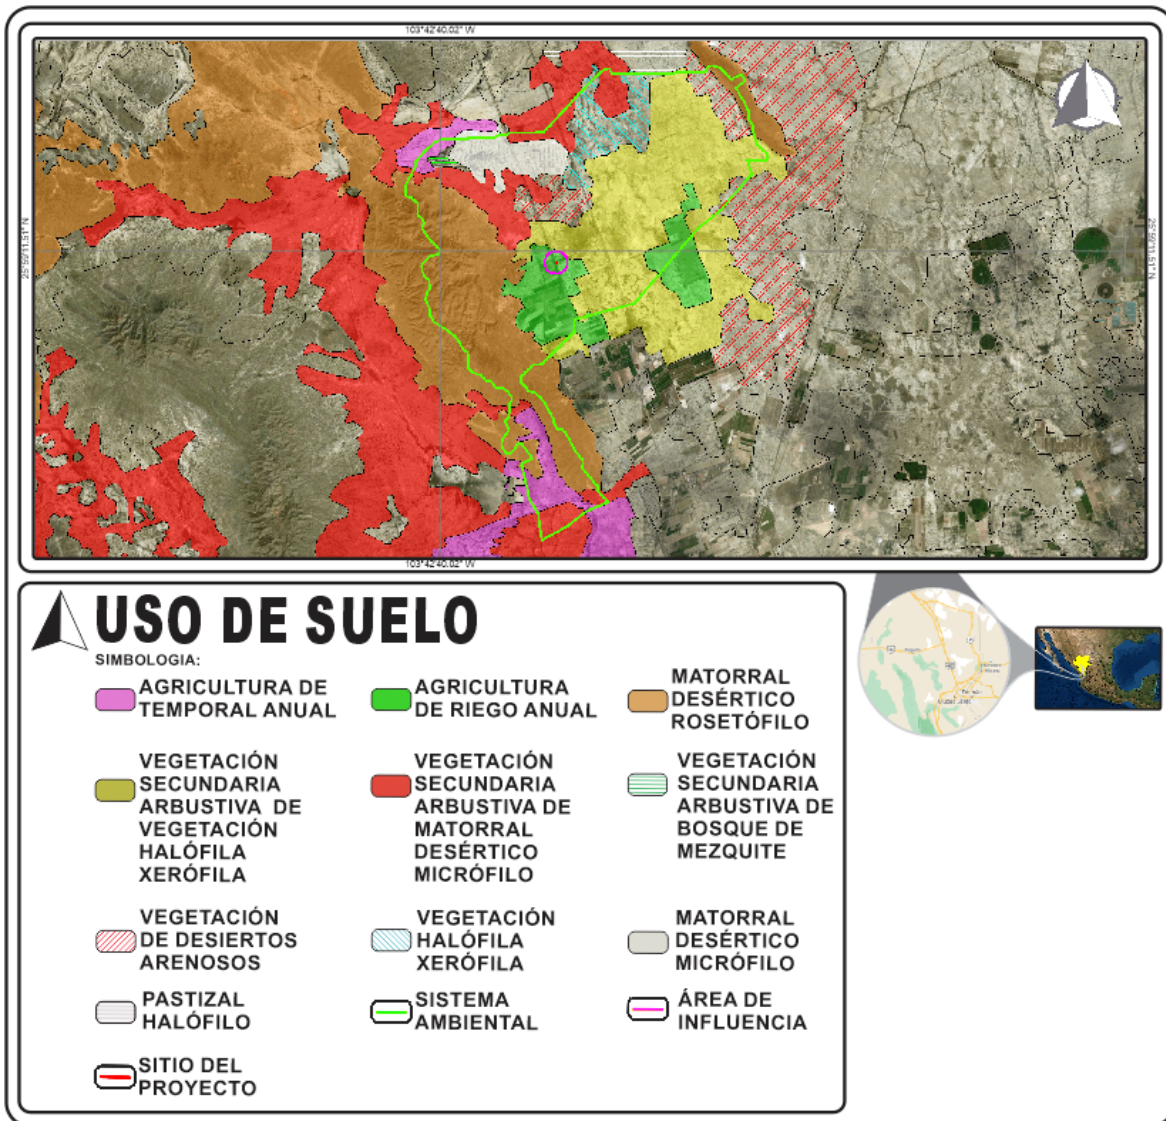 103°42'40.02" W
25°59'11.51" N
25°59'11.51" N
103°42'40.02" W
USO DE SUELO
SIMBOLOGIA:
AGRICULTURA DE
TEMPORAL ANUAL
AGRICULTURA
DE RIEGO ANUAL
MATORRAL
DESÉRTICO
ROSETÓFILO
VEGETACIÓN
SECUNDARIA
ARBUSTIVA DE
VEGETACIÓN
HALÓFILA
XERÓFILA
VEGETACIÓN
SECUNDARIA
ARBUSTIVA DE
MATORRAL
DESÉRTICO
MICRÓFILO
VEGETACIÓN
SECUNDARIA
ARBUSTIVA DE
BOSQUE DE
MEZQUITE
VEGETACIÓN
DE DESIERTOS
ARENOSOS
VEGETACIÓN
HALÓFILA
XERÓFILA
MATORRAL
DESÉRTICO
MICRÓFILO
PASTIZAL
HALÓFILO
SISTEMA
AMBIENTAL
ÁREA DE
INFLUENCIA
SITIO DEL
PROYECTO